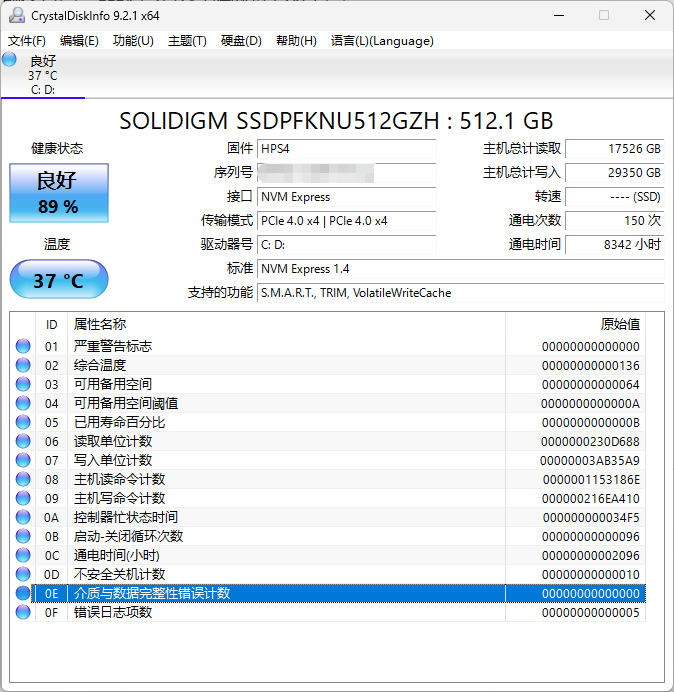 CrystalDiskInfo 9.2.1 x64
文件(F) 编辑(E) 功能(U) 主题(T) 硬盘(D) 帮助(H) 语言(L)(Language)
良好
37 °C
C: D:
SOLIDIGM SSDPFKNU512GZH : 512.1 GB
健康状态
良好
89 %
温度
37 °C
固件 HPS4
序列号
接口 NVM Express
传输模式 PCIe 4.0 x4 | PCIe 4.0 x4
驱动器号 C: D:
标准 NVM Express 1.4
支持的功能 S.M.A.R.T., TRIM, VolatileWriteCache
主机总计读取 17526 GB
主机总计写入 29350 GB
转速 ---- (SSD)
通电次数 150 次
通电时间 8342 小时
ID 属性名称 原始值
01 严重警告标志 00000000000000
02 综合温度 00000000000136
03 可用备用空间 00000000000064
04 可用备用空间阈值 0000000000000A
05 已用寿命百分比 0000000000000B
06 读取单位计数 0000000230D688
07 写入单位计数 00000003AB35A9
08 主机读命令计数 0000001153186E
09 主机写命令计数 000000216EA410
0A 控制器忙状态时间 000000000034F5
0B 启动-关闭循环次数 00000000000096
0C 通电时间(小时) 00000000002096
0D 不安全关机计数 00000000000010
0E 介质与数据完整性错误计数 00000000000000
0F 错误日志项数 00000000000005